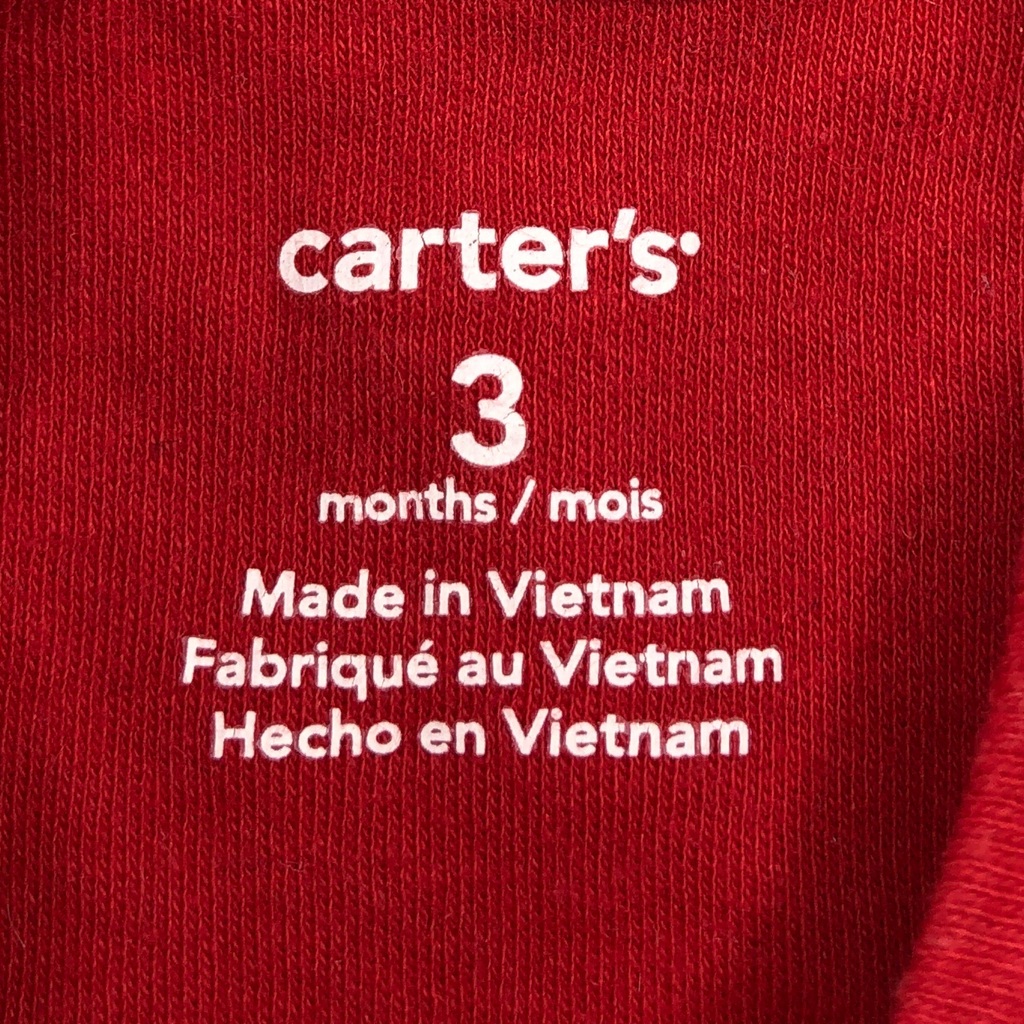 carter's
3
months / mois
Made in Vietnam
Fabriqué au Vietnam
Hecho en Vietnam